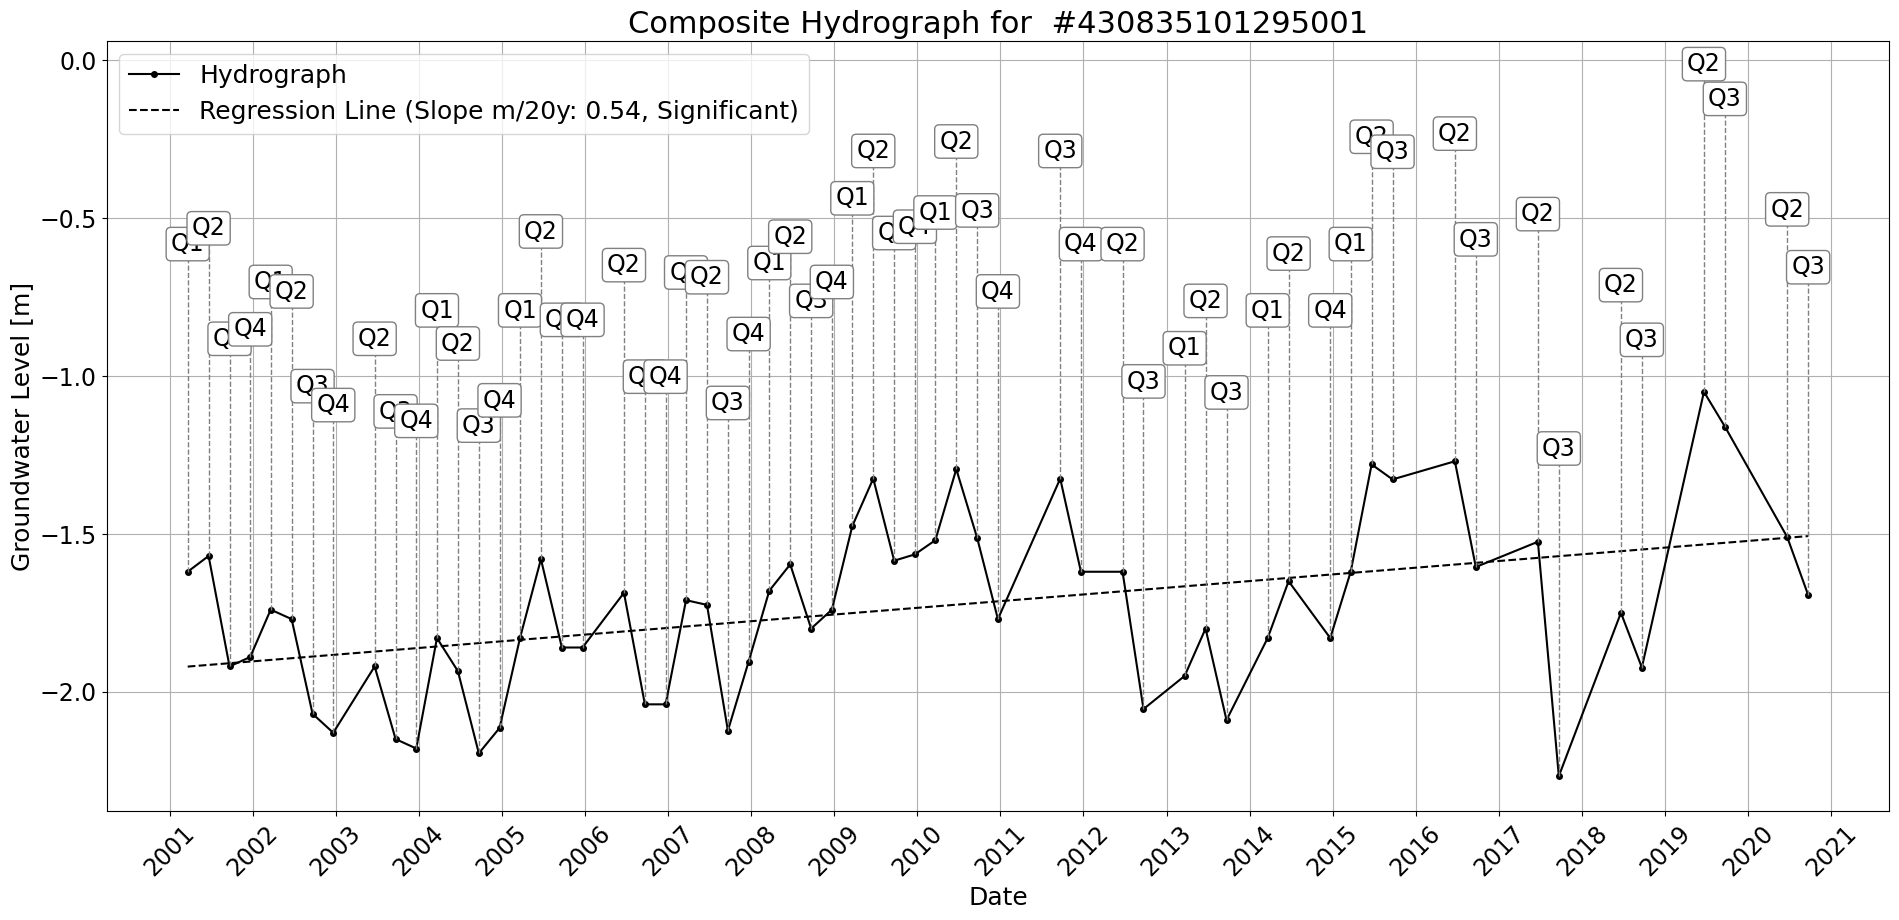 Composite Hydrograph for  #430835101295001
Hydrograph
Regression Line (Slope m/20y: 0.54, Significant)
Groundwater Level [m]
0.0
−0.5
−1.0
−1.5
−2.0
Q1
Q2
Q4
Q1
Q2
Q3
Q4
Q2
Q3
Q4
Q1
Q2
Q3
Q4
Q1
Q2
Q4
Q2
Q4
Q2
Q3
Q4
Q1
Q2
Q3
Q4
Q1
Q2
Q1
Q2
Q3
Q4
Q3
Q4
Q2
Q3
Q1
Q2
Q3
Q1
Q2
Q4
Q1
Q2
Q3
Q2
Q3
Q2
Q3
Q2
Q3
Q2
Q3
Q2
Q3
2001
2002
2003
2004
2005
2006
2007
2008
2009
2010
2011
2012
2013
2014
2015
2016
2017
2018
2019
2020
2021
Date